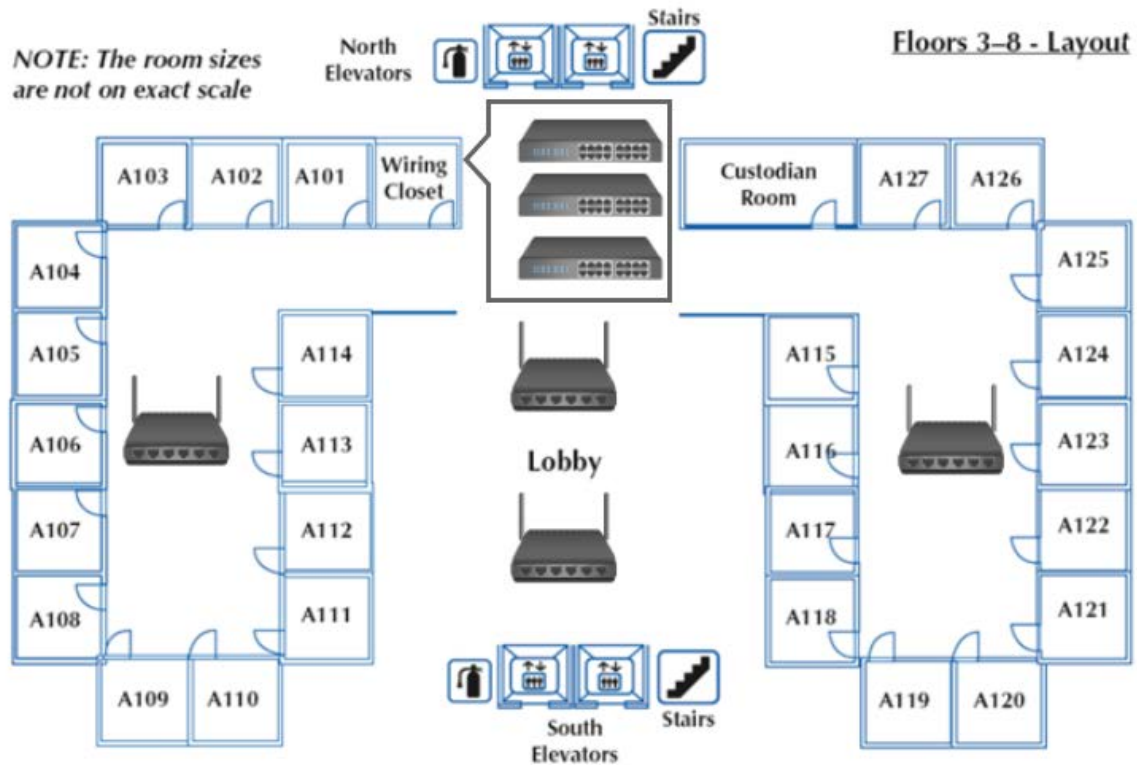 NOTE: The room sizes
are not on exact scale
North
Elevators
Stairs
Floors 3–8 - Layout
A103
A102
A101
Wiring
Closet
Custodian
Room
A127
A126
A104
A125
A105
A114
A115
A124
A106
A113
Lobby
A116
A123
A107
A112
A117
A122
A108
A111
A118
A121
A109
A110
South
Elevators
Stairs
A119
A120